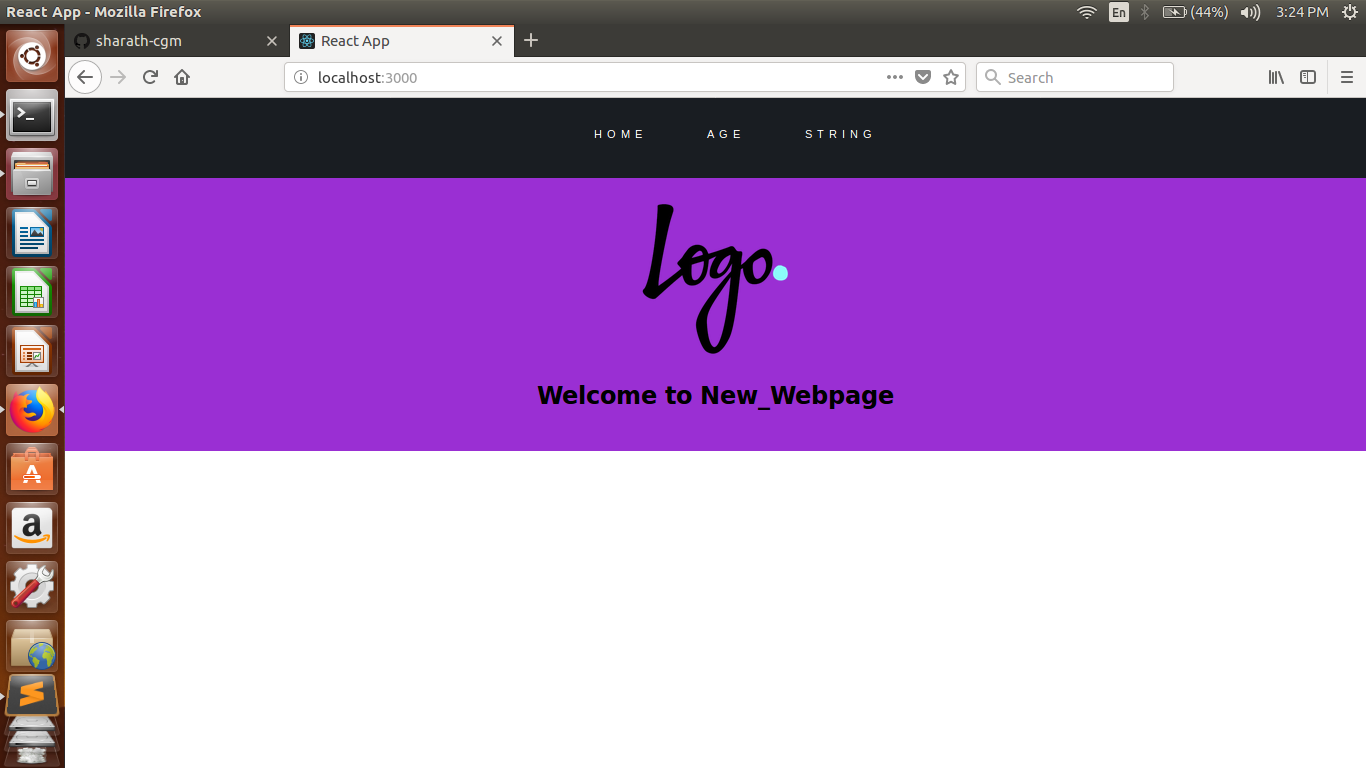 React App - Mozilla Firefox
En
(44%)
3:24 PM
sharath-cgm
React App
localhost:3000
Search
HOME AGE STRING
Logo.
Welcome to New_Webpage